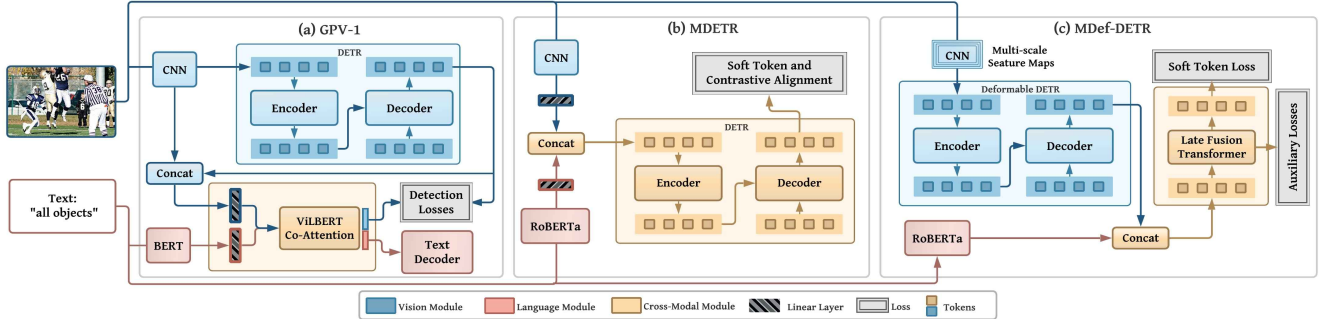 (a) GPV-1
CNN
DETR
Encoder
Decoder
Concat
Text:
"all objects"
BERT
ViLBERT
Co-Attention
Detection
Losses
Text
Decoder
(b) MDETR
CNN
Soft Token and
Contrastive Alignment
Concat
DETR
Encoder
Decoder
RoBERTa
(c) MDef-DETR
CNN
Multi-scale
Seature Maps
Soft Token Loss
Deformable DETR
Encoder
Decoder
Late Fusion
Transformer
Auxiliary Losses
RoBERTa
Concat
Vision Module
Language Module
Cross-Modal Module
Linear Layer
Loss
Tokens